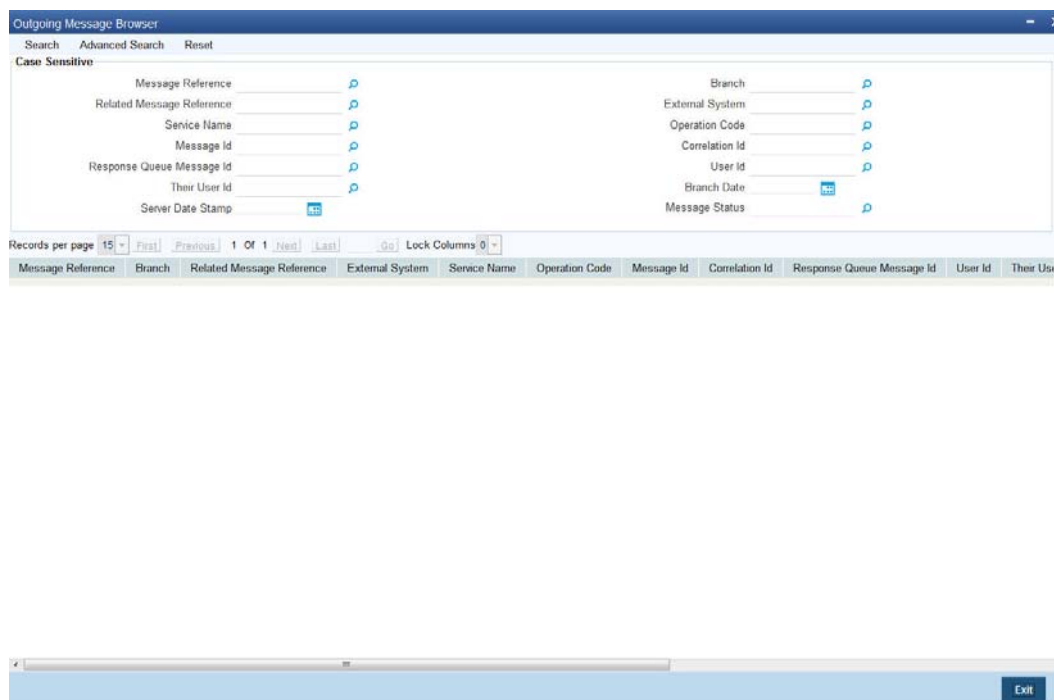 Outgoing Message Browser
Search Advanced Search Reset
Case Sensitive
Message Reference Branch
Related Message Reference External System
Service Name Operation Code
Message Id Correlation Id
Response Queue Message Id User Id
Their User Id Branch Date
Server Date Stamp Message Status
Records per page 15 First Previous 1 Of 1 Next Last Go Lock Columns 0
Message Reference Branch Related Message Reference External System Service Name Operation Code Message Id Correlation Id Response Queue Message Id User Id Their Use
Exit